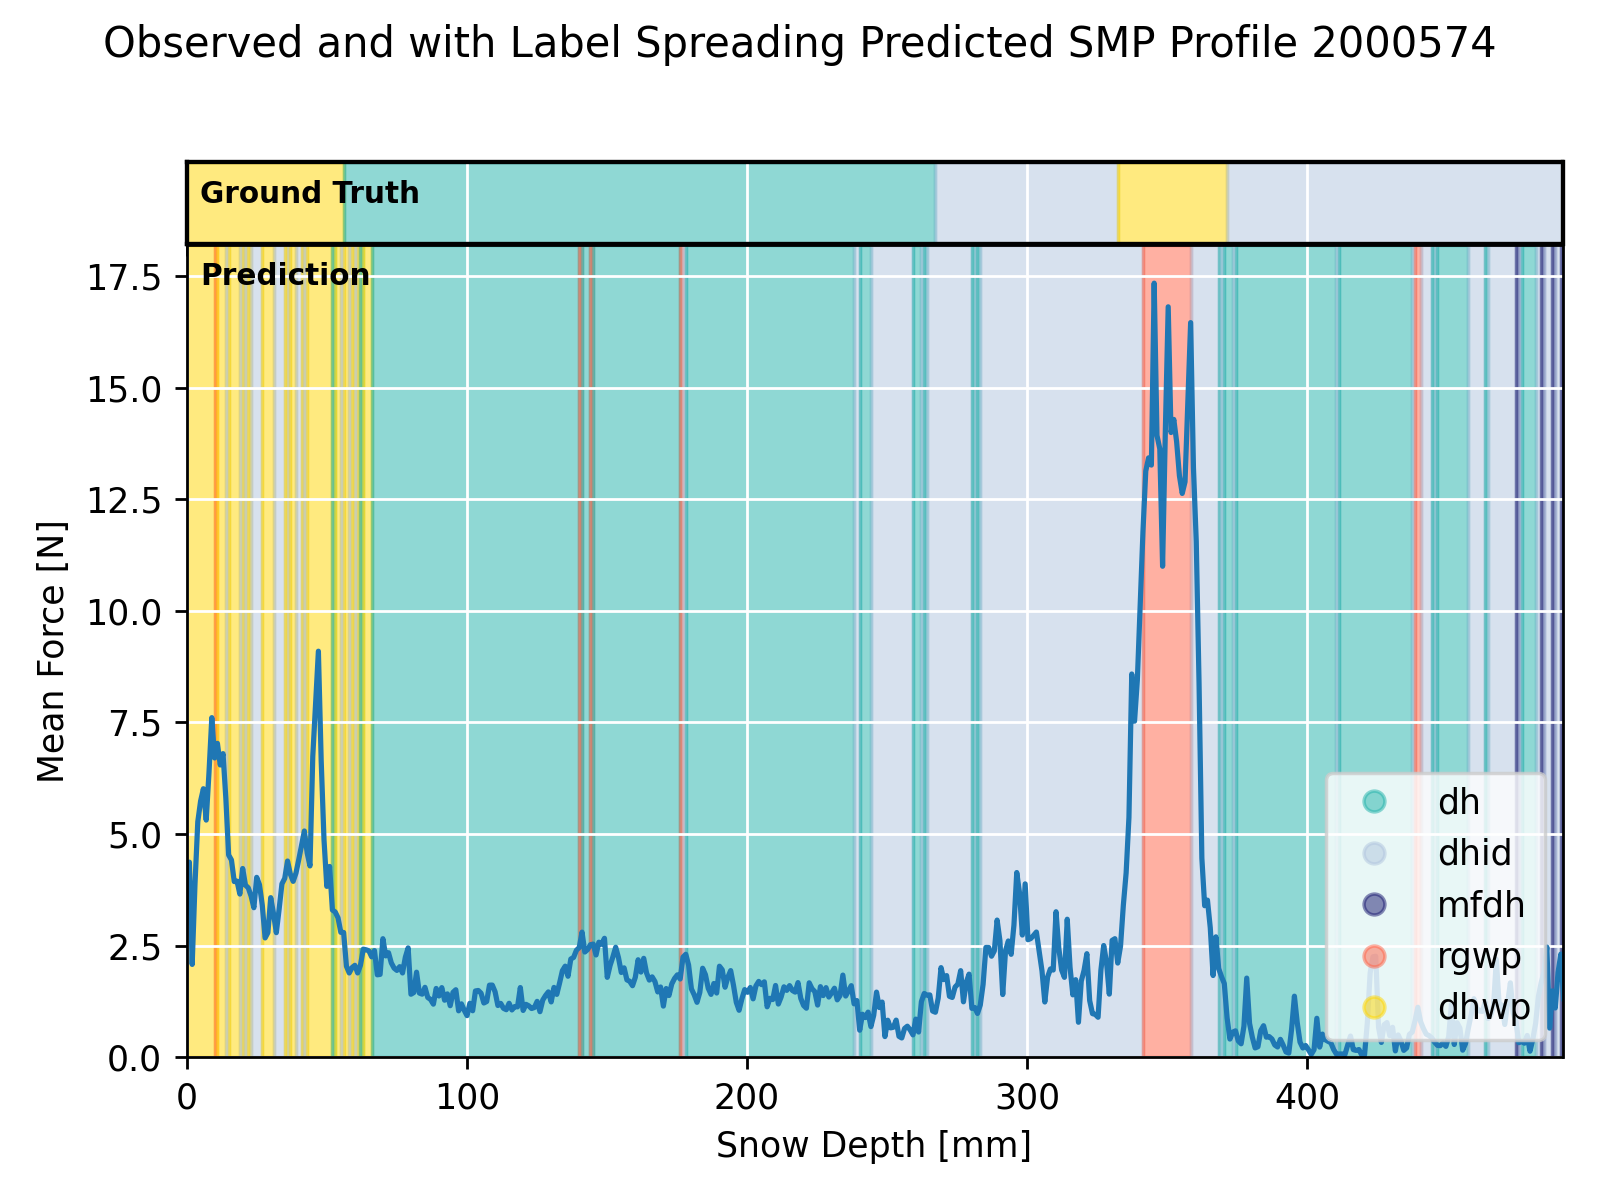 Observed and with Label Spreading Predicted SMP Profile 2000574
Ground Truth
Prediction
17.5
15.0
12.5
10.0
7.5
5.0
2.5
0.0
Mean Force [N]
dh
dhid
mfdh
rgwp
dhwp
0 100 200 300 400
Snow Depth [mm]